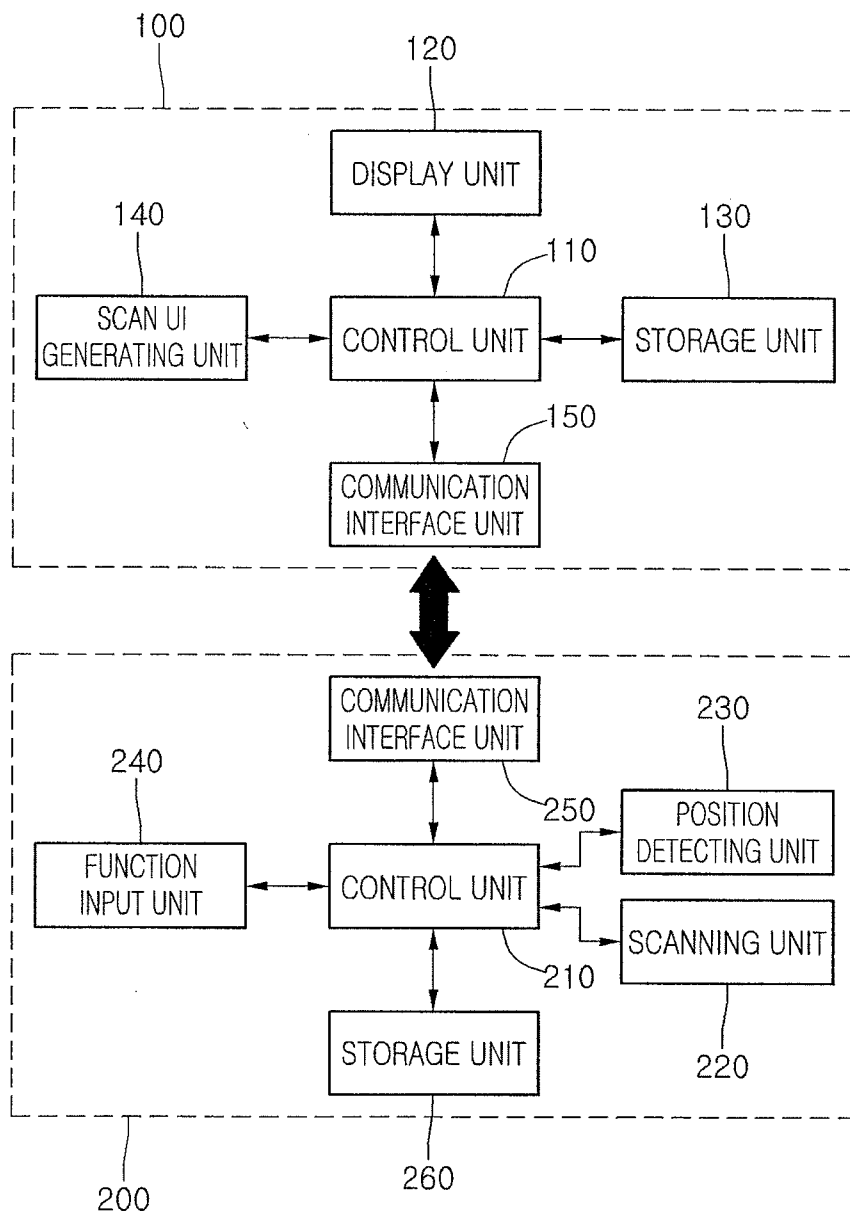 100
120
DISPLAY UNIT
140
110
130
SCAN UI
GENERATING UNIT
CONTROL UNIT
STORAGE UNIT
150
COMMUNICATION
INTERFACE UNIT
COMMUNICATION
INTERFACE UNIT
230
240
250
POSITION
DETECTING UNIT
FUNCTION
INPUT UNIT
CONTROL UNIT
SCANNING UNIT
210
STORAGE UNIT
220
200
260